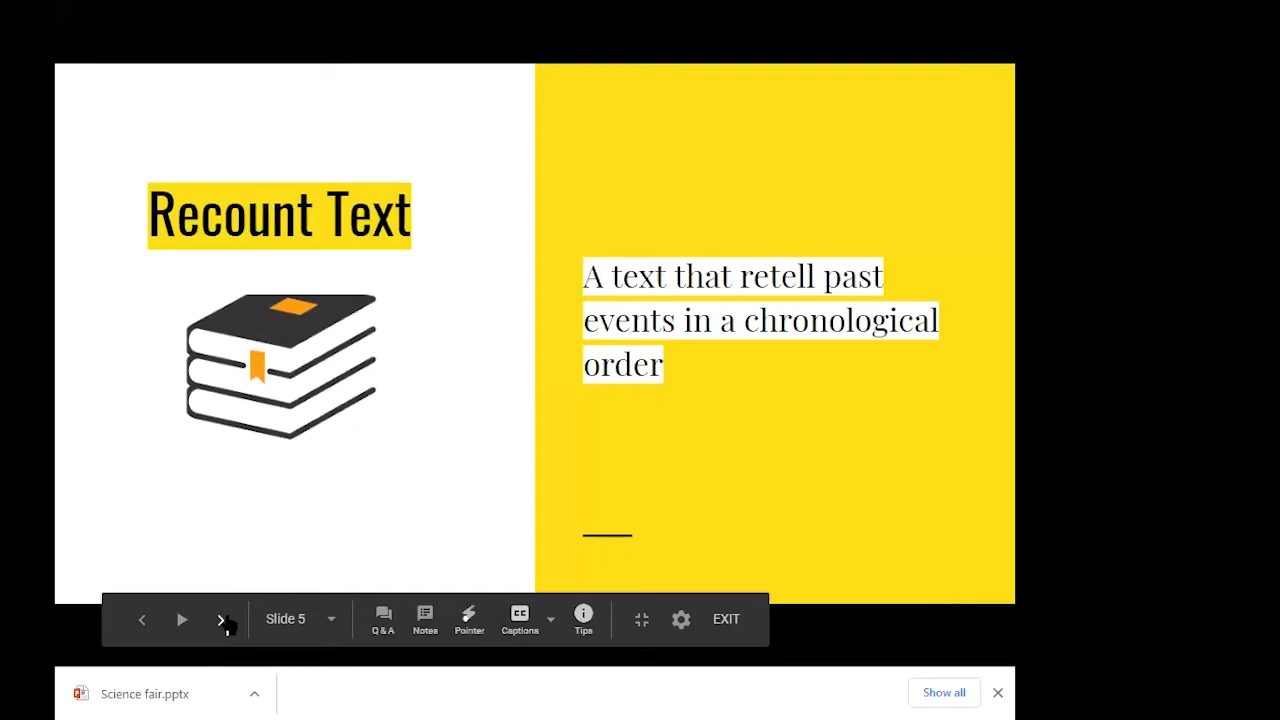 Recount Text
A text that retell past
events in a chronological
order
Slide 5
Q & A
Notes
Pointer
CC
Captions
Tips
EXIT
Science fair.pptx
Show all